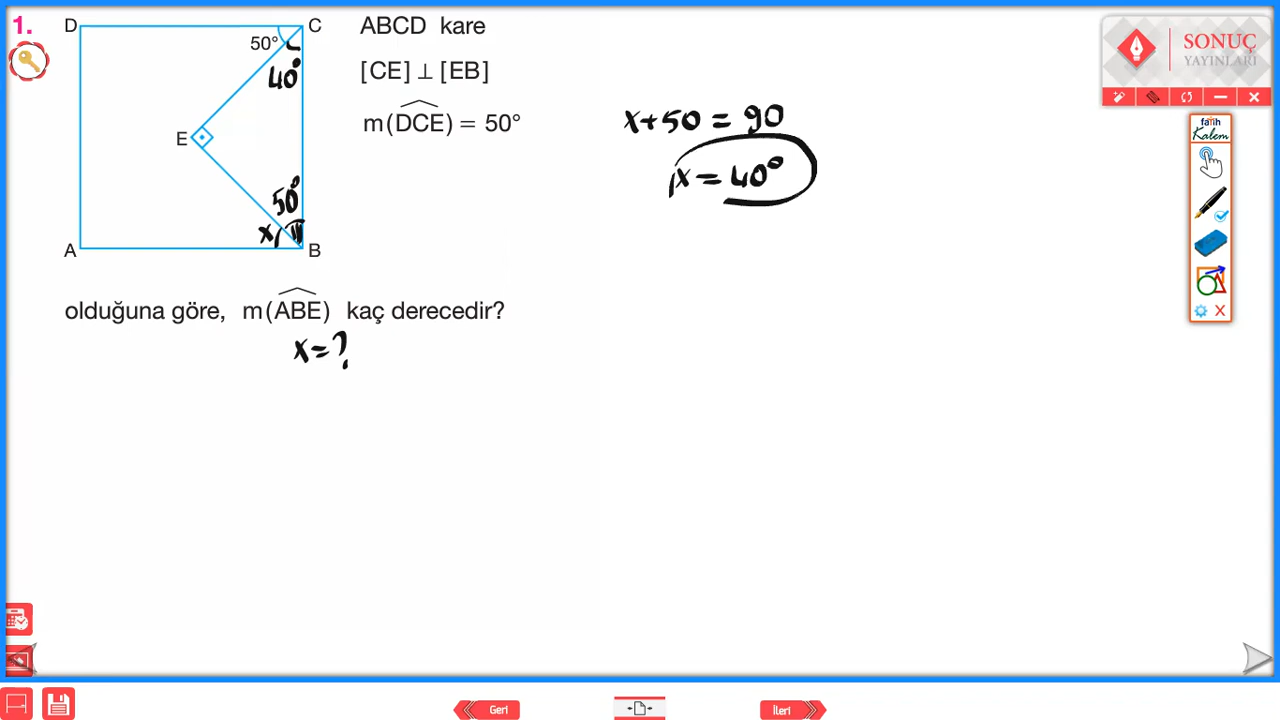 1.
D
C
50°
40°
E
50°
x
A
B
ABCD kare
[CE] ⊥ [EB]
m(DCE) = 50°
x+50 = 90
x = 40°
olduğuna göre, m(ABE) kaç derecedir?
x=?
SONUÇ
YAYINLARI
fatih
Kalem
Geri
İleri